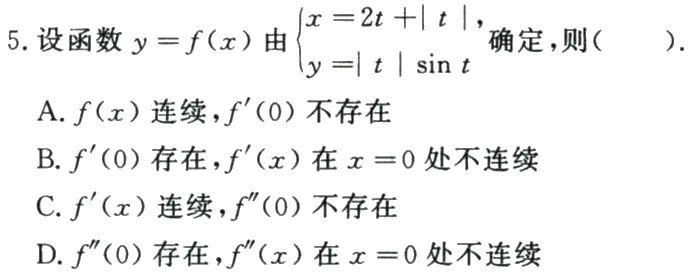 5. 设函数 y = f(x) 由 { x = 2t + | t |, y = | t | sin t 确定,则( ).
A. f(x) 连续, f′(0) 不存在
B. f′(0) 存在, f′(x) 在 x = 0 处不连续
C. f′(x) 连续, f″(0) 不存在
D. f″(0) 存在, f″(x) 在 x = 0 处不连续